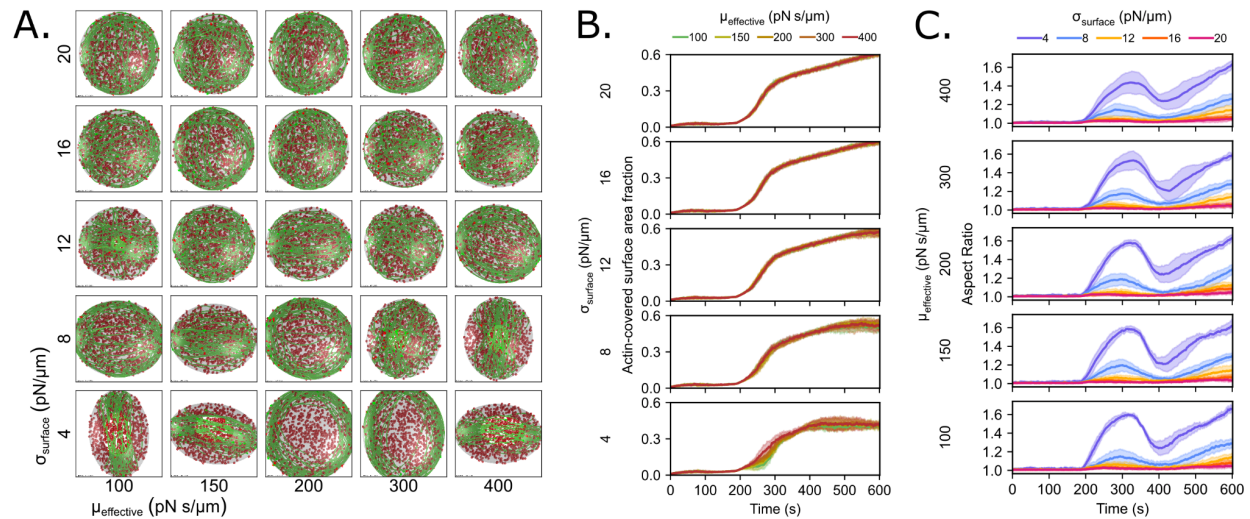 A.
20
16
12
8
4
σsurface (pN/μm)
100 150 200 300 400
μeffective (pN s/μm)
B.
μeffective (pN s/μm)
100 150 200 300 400
20
16
12
8
4
σsurface (pN/μm)
Actin-covered surface area fraction
0.6
0.3
0.0
0.6
0.3
0.0
0.6
0.3
0.0
0.6
0.3
0.0
0.6
0.3
0.0
0 100 200 300 400 500 600
Time (s)
C.
σsurface (pN/μm)
4 8 12 16 20
400
300
200
150
100
μeffective (pN s/μm)
Aspect Ratio
1.6
1.4
1.2
1.0
1.6
1.4
1.2
1.0
1.6
1.4
1.2
1.0
1.6
1.4
1.2
1.0
1.6
1.4
1.2
1.0
0 100 200 300 400 500 600
Time (s)